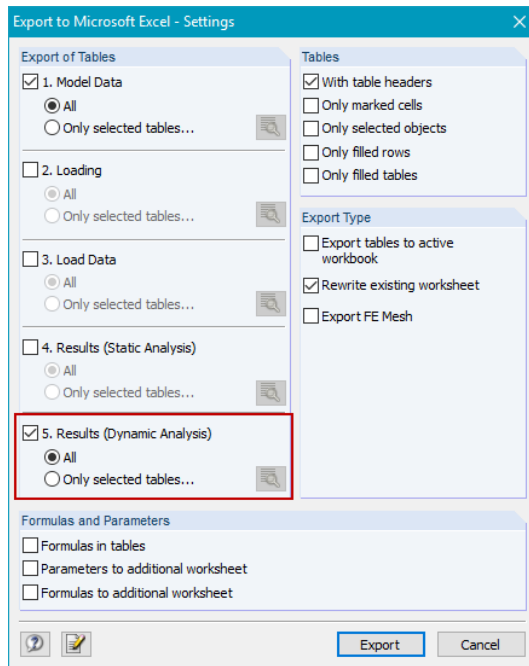 Export to Microsoft Excel - Settings
Export of Tables
1. Model Data
All
Only selected tables...
2. Loading
All
Only selected tables...
3. Load Data
All
Only selected tables...
4. Results (Static Analysis)
All
Only selected tables...
5. Results (Dynamic Analysis)
All
Only selected tables...
Tables
With table headers
Only marked cells
Only selected objects
Only filled rows
Only filled tables
Export Type
Export tables to active
workbook
Rewrite existing worksheet
Export FE Mesh
Formulas and Parameters
Formulas in tables
Parameters to additional worksheet
Formulas to additional worksheet
Export
Cancel